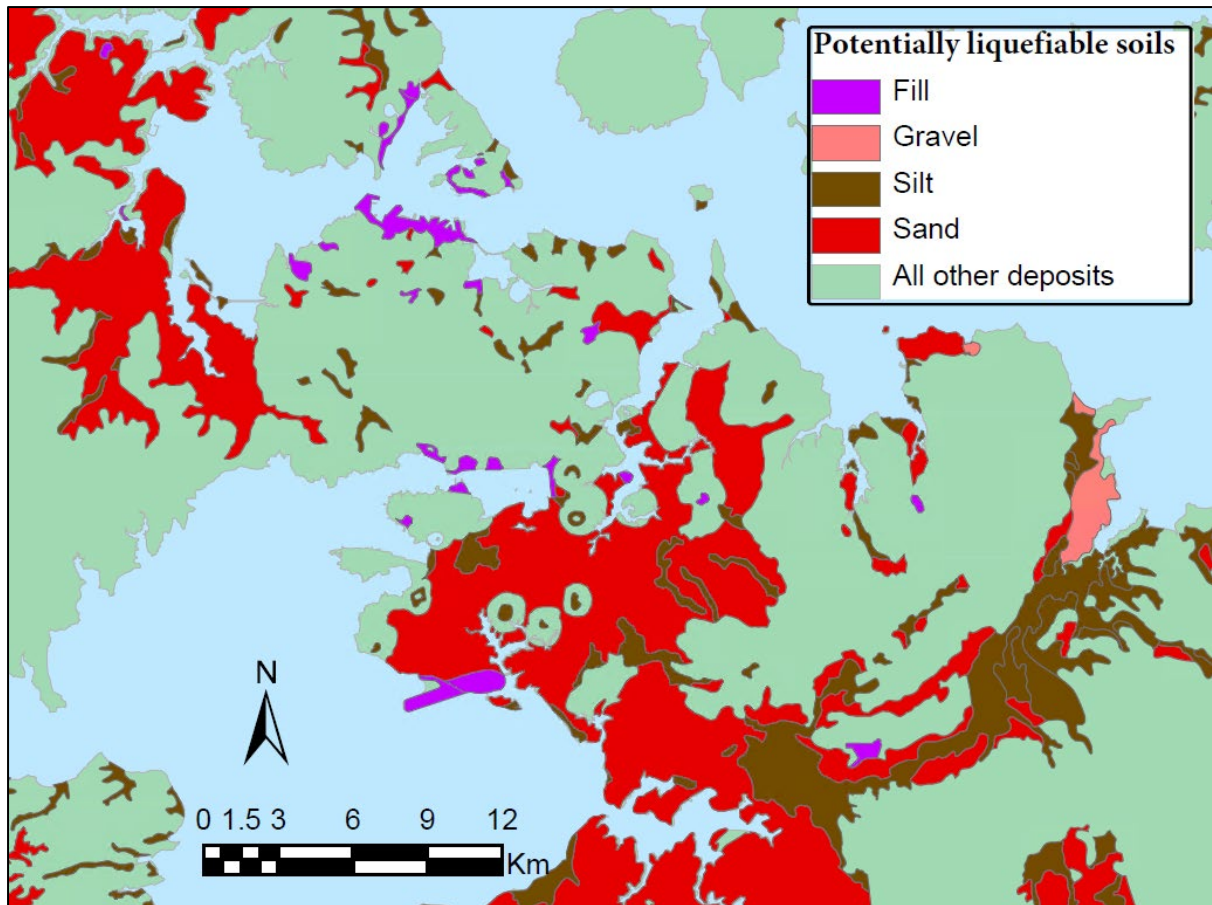 Potentially liquefiable soils
Fill
Gravel
Silt
Sand
All other deposits
N
0 1.5 3 6 9 12
Km